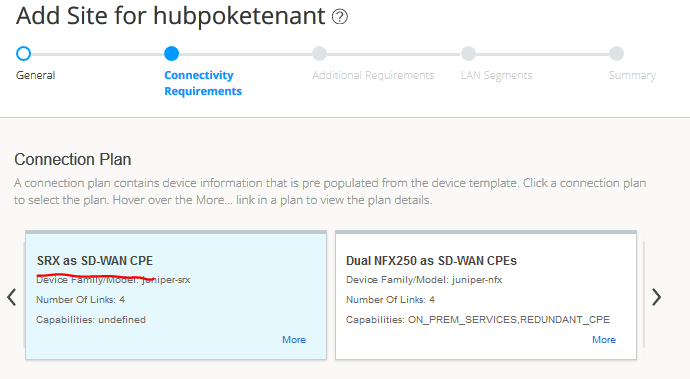 Add Site for hubpoketenant ?
General
Connectivity
Requirements
Additional Requirements
LAN Segments
Summary
Connection Plan
A connection plan contains device information that is pre populated from the device template. Click a connection plan
to select the plan. Hover over the More... link in a plan to view the plan details.
SRX as SD-WAN CPE
Device Family/Model: juniper-srx
Number Of Links: 4
Capabilities: undefined
More
Dual NFX250 as SD-WAN CPEs
Device Family/Model: juniper-nfx
Number Of Links: 4
Capabilities: ON_PREM_SERVICES,REDUNDANT_CPE
More